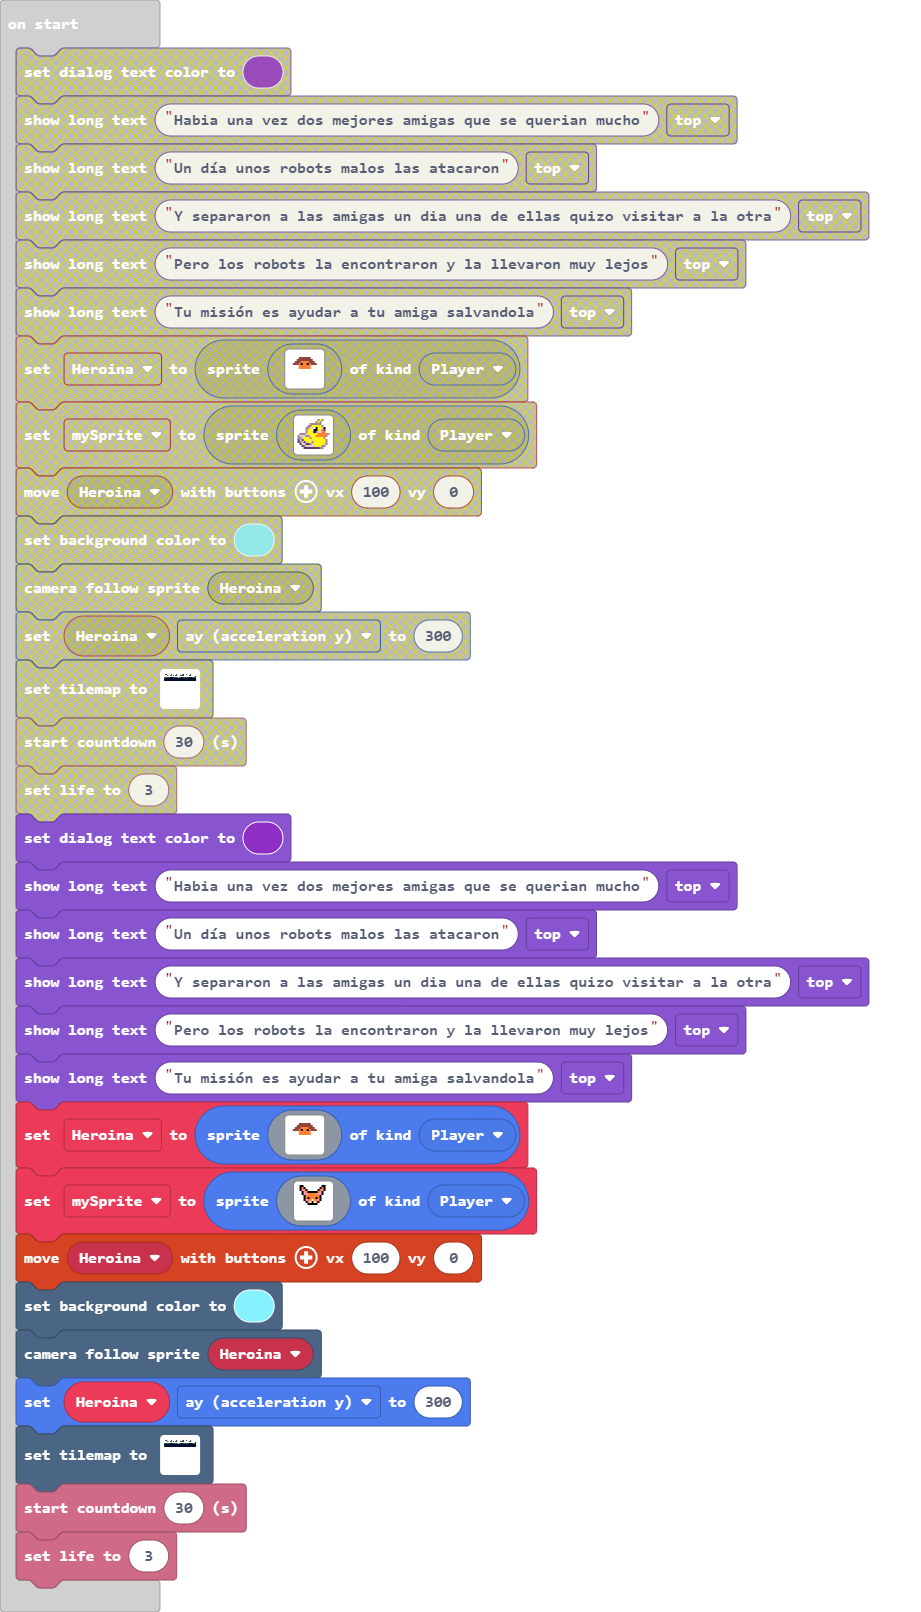 on start
set dialog text color to
show long text "Habia una vez dos mejores amigas que se querian mucho" top
show long text "Un día unos robots malos las atacaron" top
show long text "Y separaron a las amigas un dia una de ellas quizo visitar a la otra" top
show long text "Pero los robots la encontraron y la llevaron muy lejos" top
show long text "Tu misión es ayudar a tu amiga salvandola" top
set Heroina to sprite of kind Player
set mySprite to sprite of kind Player
move Heroina with buttons vx 100 vy 0
set background color to
camera follow sprite Heroina
set Heroina ay (acceleration y) to 300
set tilemap to
start countdown 30 (s)
set life to 3
set dialog text color to
show long text "Habia una vez dos mejores amigas que se querian mucho" top
show long text "Un día unos robots malos las atacaron" top
show long text "Y separaron a las amigas un dia una de ellas quizo visitar a la otra" top
show long text "Pero los robots la encontraron y la llevaron muy lejos" top
show long text "Tu misión es ayudar a tu amiga salvandola" top
set Heroina to sprite of kind Player
set mySprite to sprite of kind Player
move Heroina with buttons vx 100 vy 0
set background color to
camera follow sprite Heroina
set Heroina ay (acceleration y) to 300
set tilemap to
start countdown 30 (s)
set life to 3